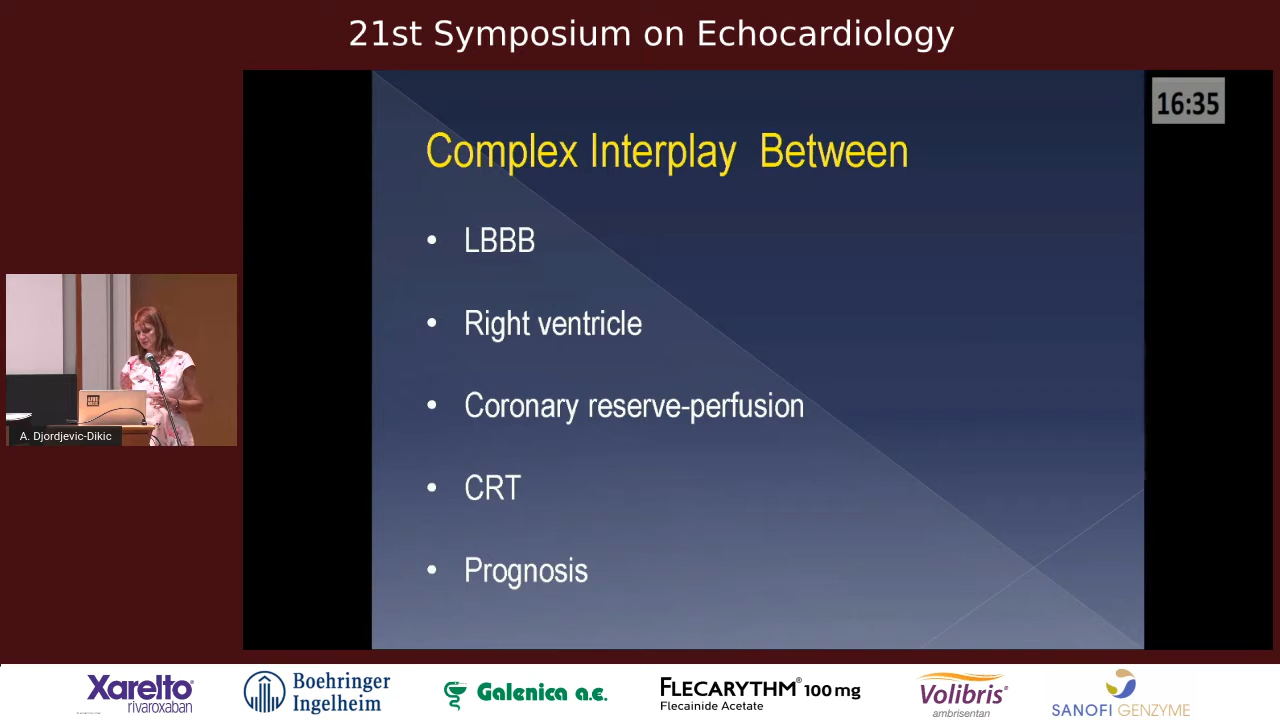 21st Symposium on Echocardiology
16:35
Complex Interplay Between
• LBBB
• Right ventricle
• Coronary reserve-perfusion
• CRT
• Prognosis
A. Djordjevic-Dikic
Xarelto®
rivaroxaban
Boehringer
Ingelheim
Galenica a.e.
FLECARYTHM® 100 mg
Flecainide Acetate
Volibris®
ambrisentan
SANOFI GENZYME